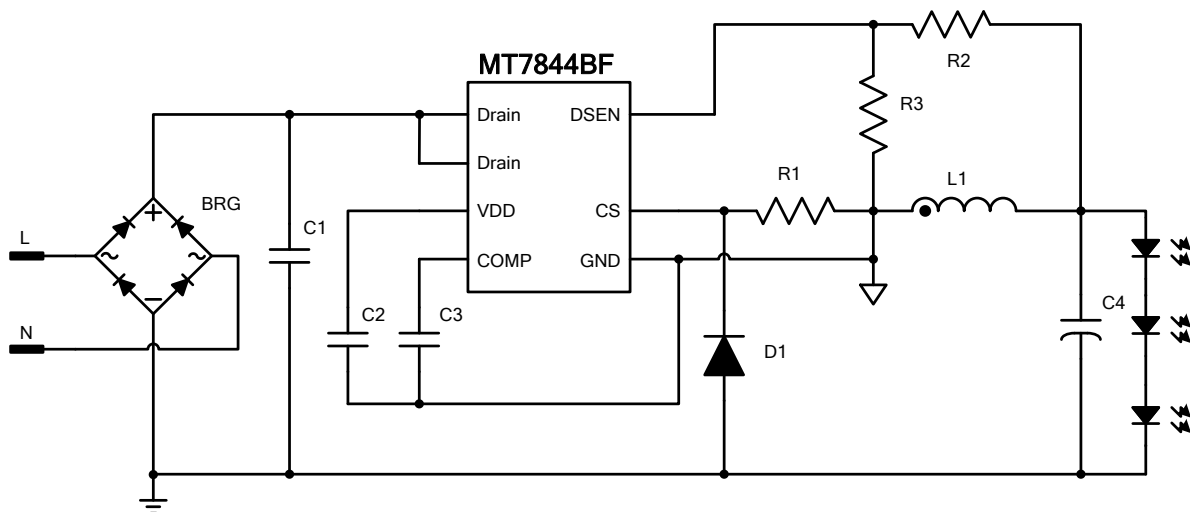 MT7844BF
R2
Drain
DSEN
R3
Drain
R1
L1
BRG
+
VDD
CS
C1
L
~
~
COMP
GND
−
C2
C3
C4
N
D1